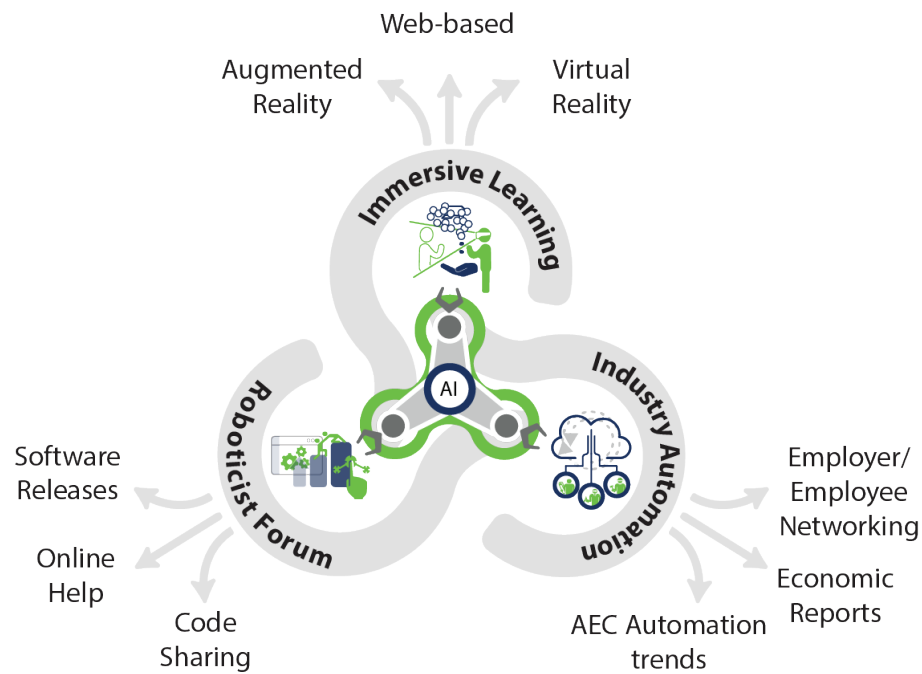 Web-based
Augmented
Reality
Virtual
Reality
Immersive Learning
AI
Industry Automation
Roboticist Forum
Software
Releases
Online
Help
Code
Sharing
Employer/
Employee
Networking
Economic
Reports
AEC Automation
trends